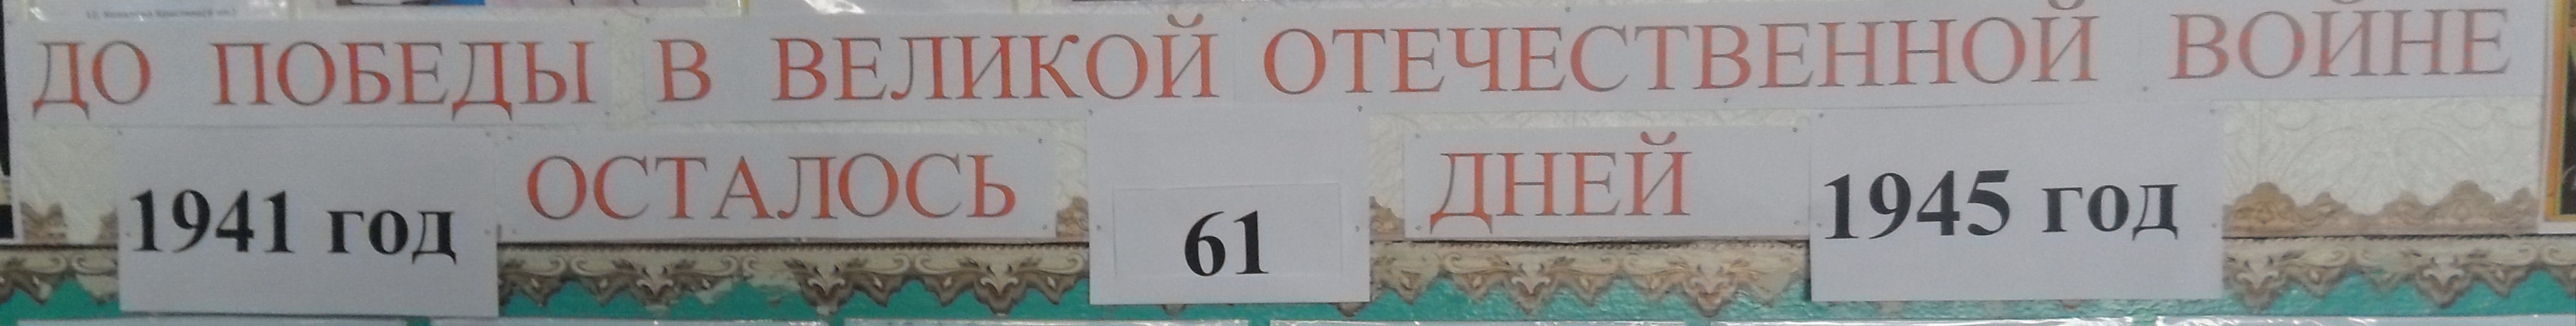 ДО ПОБЕДЫ В ВЕЛИКОЙ ОТЕЧЕСТВЕННОЙ ВОЙНЕ
1941 год ОСТАЛОСЬ 61 ДНЕЙ 1945 год